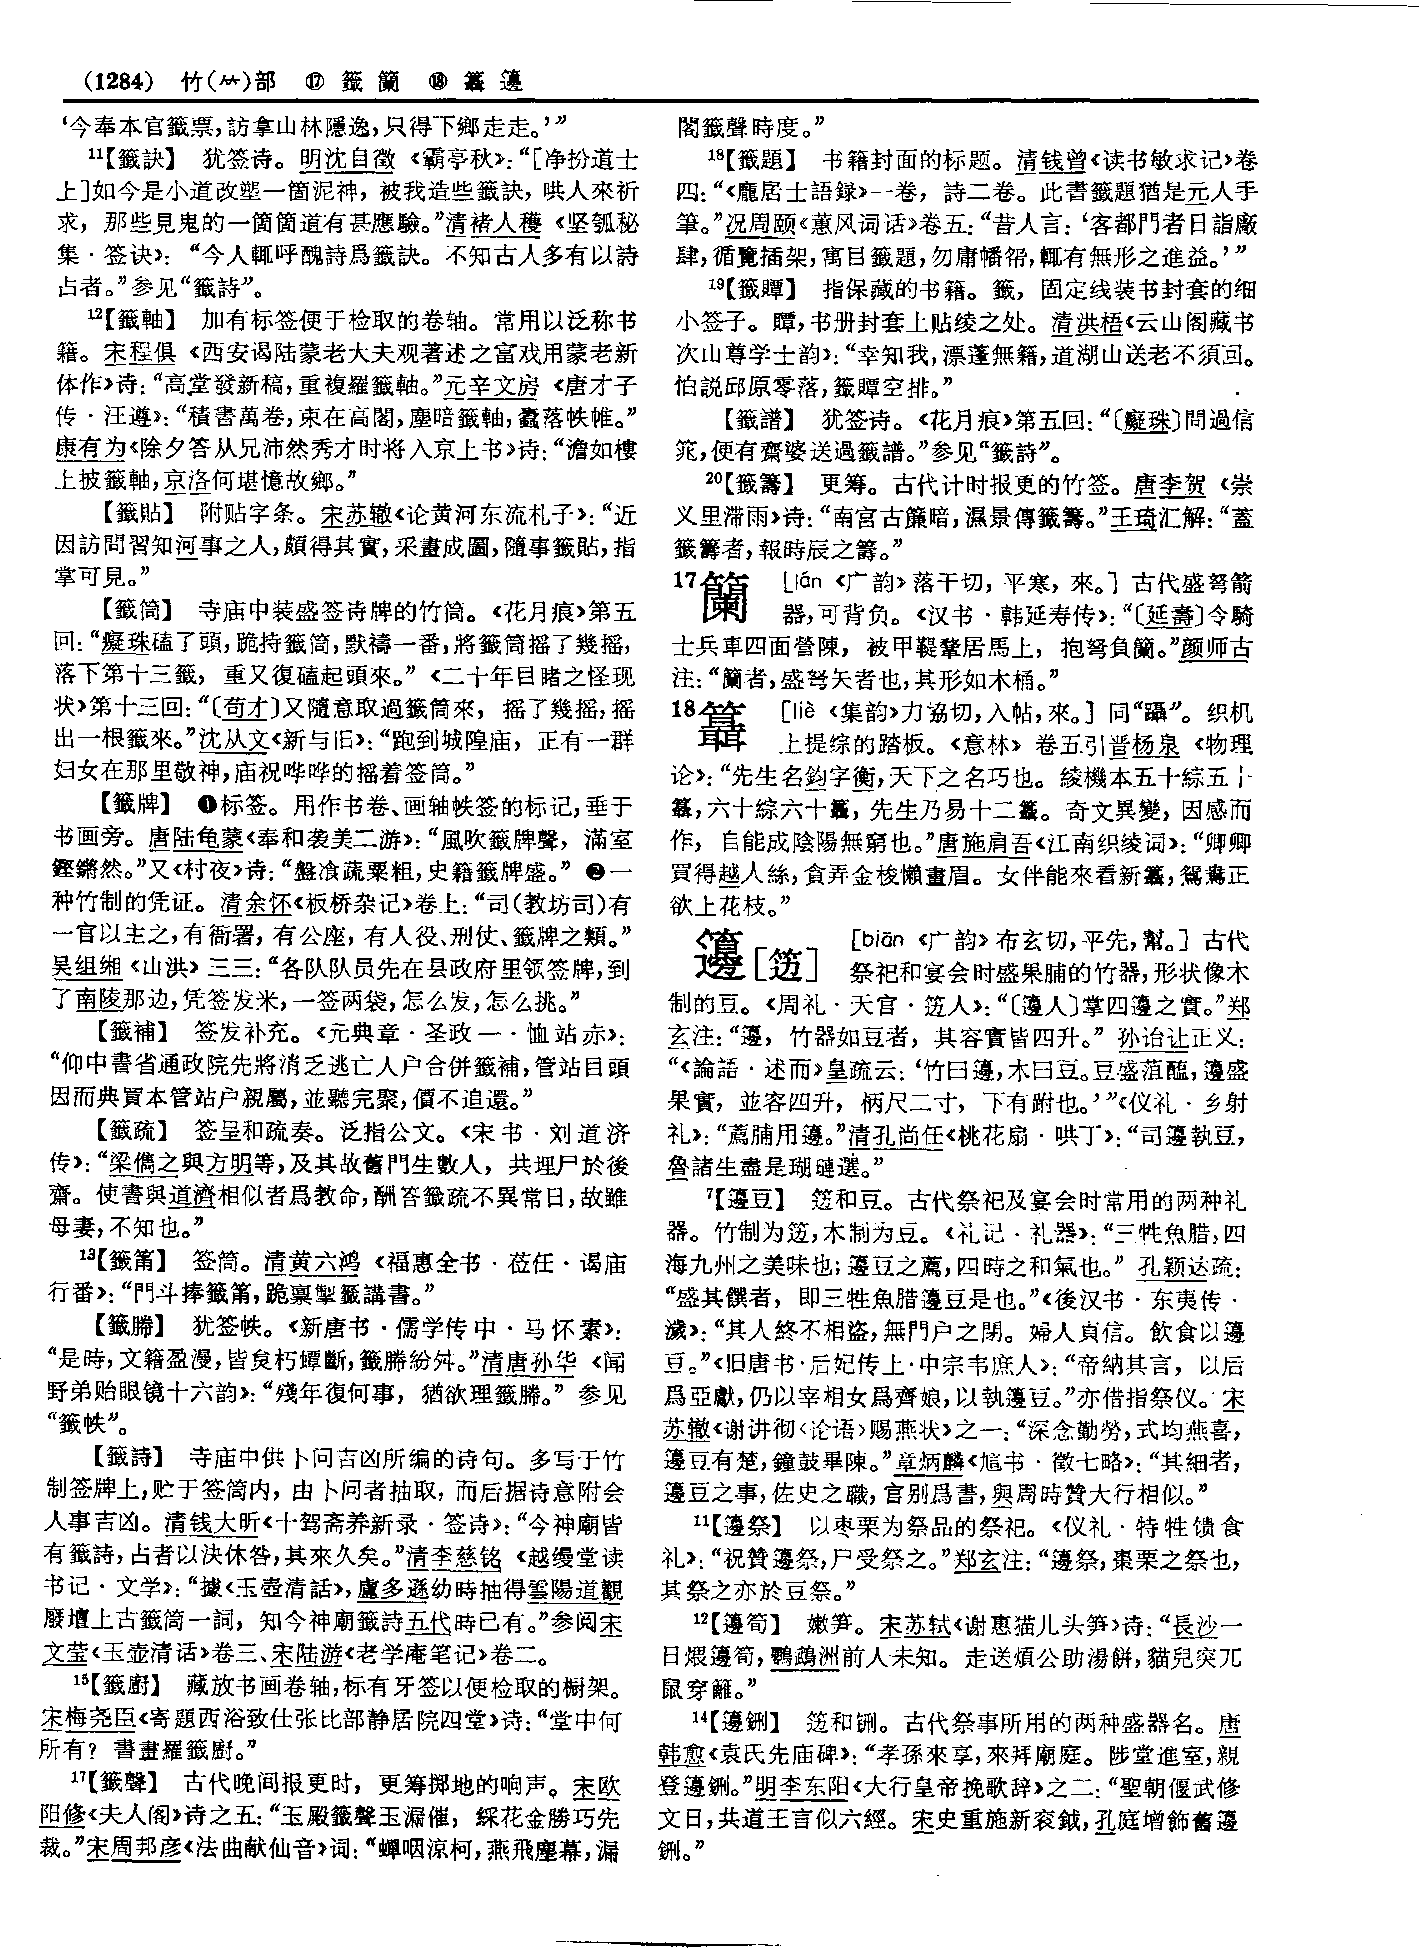 (1284) 竹(⺮)部 ⑰ 籤 籣 ⑱ 籋 籩
‘今奉本官籤票,訪拿山林隱逸,只得下鄉走走。’”
11【籤訣】 犹签诗。明沈自徵《霸亭秋》:“[净扮道士
上]如今是小道改塑一箇泥神,被我造些籤訣,哄人來祈
求,那些見鬼的一箇箇道有甚應驗。”清褚人穫《坚瓠秘
集·签诀》:“今人輒呼醜詩爲籤訣。不知古人多有以詩
占者。”参见“籤詩”。
12【籤軸】 加有标签便于检取的卷轴。常用以泛称书
籍。宋程俱《西安谒陆蒙老大夫观著述之富戏用蒙老新
体作》诗:“高堂發新稿,重複羅籤軸。”元辛文房《唐才子
传·汪遵》:“積書萬卷,束在高閣,塵暗籤軸,蠹落帙帷。”
康有为《除夕答从兄沛然秀才时将入京上书》诗:“澹如樓
上披籤軸,京洛何堪憶故鄉。”
【籤貼】 附贴字条。宋苏辙《论黄河东流札子》:“近
因訪問習知河事之人,頗得其實,采畫成圖,隨事籤貼,指
掌可見。”
【籤筒】 寺庙中装盛签诗牌的竹筒。《花月痕》第五
回:“癡珠磕了頭,跪持籤筒,默禱一番,將籤筒摇了幾摇,
落下第十三籤,重又復磕起頭來。”《二十年目睹之怪现
状》第十三回:“〔苟才〕又隨意取過籤筒來,摇了幾摇,摇
出一根籤來。”沈从文《新与旧》:“跑到城隍庙,正有一群
妇女在那里敬神,庙祝哗哗的摇着签筒。”
【籤牌】 ❶标签。用作书卷、画轴帙签的标记,垂于
书画旁。唐陆龟蒙《奉和袭美二游》:“風吹籤牌聲,滿室
鏗鏘然。”又《村夜》诗:“盤飡蔬粟粗,史籍籤牌盛。” ❷一
种竹制的凭证。清余怀《板桥杂记》卷上:“司(教坊司)有
一官以主之,有衙署,有公座,有人役、刑仗、籤牌之類。”
吴组缃《山洪》三三:“各队队员先在县政府里领签牌,到
了南陵那边,凭签发米,一签两袋,怎么发,怎么挑。”
【籤補】 签发补充。《元典章·圣政一·恤站赤》:
“仰中書省通政院先將消乏逃亡人户合併籤補,管站目頭
因而典買本管站户親屬,並聽完聚,價不追還。”
【籤疏】 签呈和疏奏。泛指公文。《宋书·刘道济
传》:“梁儁之與方明等,及其故舊門生數人,共埋尸於後
齋。使書與道濟相似者爲教命,酬答籤疏不異常日,故雖
母妻,不知也。”
13【籤筩】 签筒。清黄六鸿《福惠全书·莅任·谒庙
行香》:“門斗捧籤筩,跪禀掣籤講書。”
【籤幐】 犹签帙。《新唐书·儒学传中·马怀素》:
“是時,文籍盈漫,皆炱朽蟫斷,籤幐紛舛。”清唐孙华《闻
野弟贻眼镜十六韵》:“殘年復何事,猶欲理籤幐。”参见
“籤帙”。
【籤詩】 寺庙中供卜问吉凶所编的诗句。多写于竹
制签牌上,贮于签筒内,由卜问者抽取,而后据诗意附会
人事吉凶。清钱大昕《十驾斋养新录·签诗》:“今神廟皆
有籤詩,占者以決休咎,其來久矣。”清李慈铭《越缦堂读
书记·文学》:“據《玉壺清話》,盧多遜幼時抽得雲陽道觀
廢壇上古籤筒一詞,知今神廟籤詩五代時已有。”参阅宋
文莹《玉壶清话》卷三、宋陆游《老学庵笔记》卷二。
15【籤廚】 藏放书画卷轴,标有牙签以便检取的橱架。
宋梅尧臣《寄题西洛致仕张比部静居院四堂》诗:“堂中何
所有?書畫羅籤廚。”
17【籤聲】 古代晚间报更时,更筹掷地的响声。宋欧
阳修《夫人阁》诗之五:“玉殿籤聲玉漏催,綵花金勝巧先
裁。”宋周邦彦《法曲献仙音》词:“蟬咽涼柯,燕飛塵幕,漏
閣籤聲時度。”
18【籤題】 书籍封面的标题。清钱曾《读书敏求记》卷
四:“《龐居士語録》一卷,詩二卷。此書籤題猶是元人手
筆。”况周颐《蕙风词话》卷五:“昔人言:‘客都門者日詣廠
肆,循覽插架,寓目籤題,勿庸幡帤,輒有無形之進益。’”
19【籤贉】 指保藏的书籍。籤,固定线装书封套的细
小签子。贉,书册封套上贴绫之处。清洪梧《云山阁藏书
次山尊学士韵》:“幸知我,漂蓬無籍,道湖山送老不須回。
怕説邱原零落,籤贉空排。”
【籤譜】 犹签诗。《花月痕》第五回:“〔癡珠〕問過信
筊,便有齋婆送過籤譜。”参见“籤詩”。
20【籤籌】 更筹。古代计时报更的竹签。唐李贺《崇
义里滞雨》诗:“南宫古簾暗,濕景傳籤籌。”王琦汇解:“蓋
籤籌者,報時辰之籌。”
17籣 [lán《广韵》落干切,平寒,來。] 古代盛弩箭
器,可背负。《汉书·韩延寿传》:“〔延壽〕令騎
士兵車四面營陳,被甲鞮鞪居馬上,抱弩負籣。”颜师古
注:“籣者,盛弩矢者也,其形如木桶。”
18籋 [liè《集韵》力協切,入帖,來。] 同“躡”。织机
上提综的踏板。《意林》卷五引晋杨泉《物理
论》:“先生名鈞字衡,天下之名巧也。綾機本五十綜五十
籋,六十綜六十籋,先生乃易十二籋。奇文異變,因感而
作,自能成陰陽無窮也。”唐施肩吾《江南织绫词》:“卿卿
買得越人絲,貪弄金梭懶畫眉。女伴能來看新籋,鴛鴦正
欲上花枝。”
籩[笾] [biān《广韵》布玄切,平先,幫。] 古代
祭祀和宴会时盛果脯的竹器,形状像木
制的豆。《周礼·天官·笾人》:“〔籩人〕掌四籩之實。”郑
玄注:“籩,竹器如豆者,其容實皆四升。”孙诒让正义:
“《論語·述而》皇疏云:‘竹曰籩,木曰豆。豆盛菹醢,籩盛
果實,並容四升,柄尺二寸,下有跗也。’”《仪礼·乡射
礼》:“薦脯用籩。”清孔尚任《桃花扇·哄丁》:“司籩執豆,
魯諸生盡是瑚璉選。”
7【籩豆】 笾和豆。古代祭祀及宴会时常用的两种礼
器。竹制为笾,木制为豆。《礼记·礼器》:“三牲魚腊,四
海九州之美味也;籩豆之薦,四時之和氣也。”孔颖达疏:
“盛其饌者,即三牲魚腊籩豆是也。”《後汉书·东夷传·
濊》:“其人終不相盜,無門户之閉。婦人貞信。飲食以籩
豆。”《旧唐书·后妃传上·中宗韦庶人》:“帝納其言,以后
爲亞獻,仍以宰相女爲齊娘,以執籩豆。”亦借指祭仪。宋
苏辙《谢讲彻〈论语〉赐燕状》之一:“深念勤勞,式均燕喜,
籩豆有楚,鐘鼓畢陳。”章炳麟《訄书·徵七略》:“其細者,
籩豆之事,佐史之職,官别爲書,與周時贊大行相似。”
11【籩祭】 以枣栗为祭品的祭祀。《仪礼·特牲馈食
礼》:“祝贊籩祭,尸受祭之。”郑玄注:“籩祭,棗栗之祭也,
其祭之亦於豆祭。”
12【籩筍】 嫩笋。宋苏轼《谢惠猫儿头笋》诗:“長沙一
日煨籩筍,鸚鵡洲前人未知。走送煩公助湯餅,猫兒突兀
鼠穿籬。”
14【籩鉶】 笾和铏。古代祭事所用的两种盛器名。唐
韩愈《袁氏先庙碑》:“孝孫來享,來拜廟庭。陟堂進室,親
登籩鉶。”明李东阳《大行皇帝挽歌辞》之二:“聖朝偃武修
文日,共道王言似六經。宋史重施新衮鉞,孔庭增飾舊籩
鉶。”